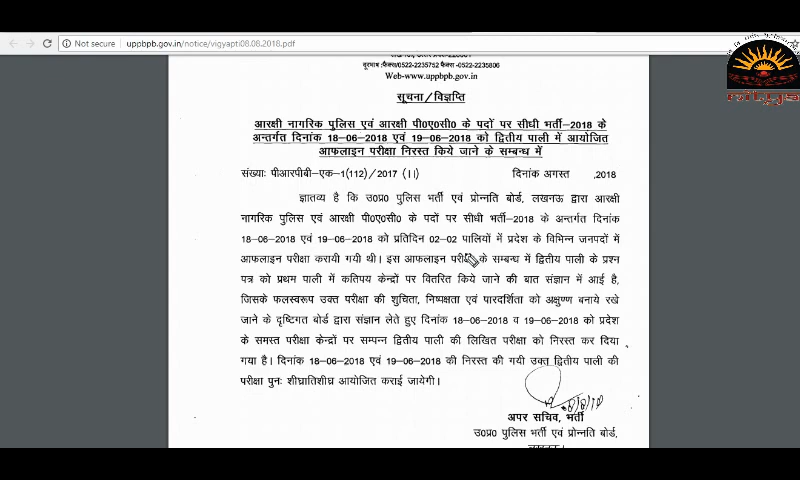 Not secure | uppbpb.gov.in/notice/vigyapti08.08.2018.pdf
दूरभाष :फैक्स/0522-2235752 फैक्स -0522-2235806
Web-www.uppbpb.gov.in
सूचना/विज्ञप्ति
आरक्षी नागरिक पुलिस एवं आरक्षी पी0ए0सी0 के पदों पर सीधी भर्ती–2018 के
अन्तर्गत दिनांक 18–06–2018 एवं 19–06–2018 को द्वितीय पाली में आयोजित
आफलाइन परीक्षा निरस्त किये जाने के सम्बन्ध में
संख्याः पीआरपीबी–एक–1(112)/2017 (II) दिनांक अगस्त ,2018
ज्ञातव्य है कि उ0प्र0 पुलिस भर्ती एवं प्रोन्नति बोर्ड, लखनऊ द्वारा आरक्षी
नागरिक पुलिस एवं आरक्षी पी0ए0सी0 के पदों पर सीधी भर्ती–2018 के अन्तर्गत दिनांक
18–06–2018 एवं 19–06–2018 को प्रतिदिन 02–02 पालियों में प्रदेश के विभिन्न जनपदों में
आफलाइन परीक्षा करायी गयी थी। इस आफलाइन परीक्षा के सम्बन्ध में द्वितीय पाली के प्रश्न
पत्र को प्रथम पाली में कतिपय केन्द्रों पर वितरित किये जाने की बात संज्ञान में आई है,
जिसके फलस्वरूप उक्त परीक्षा की शुचिता, निष्पक्षता एवं पारदर्शिता को अक्षुण्ण बनाये रखे
जाने के दृष्टिगत बोर्ड द्वारा संज्ञान लेते हुए दिनांक 18–06–2018 व 19–06–2018 को प्रदेश
के समस्त परीक्षा केन्द्रों पर सम्पन्न द्वितीय पाली की लिखित परीक्षा को निरस्त कर दिया
गया है। दिनांक 18–06–2018 एवं 19–06–2018 की निरस्त की गयी उक्त द्वितीय पाली की
परीक्षा पुनः शीघ्रातिशीघ्र आयोजित कराई जायेगी।
अपर सचिव, भर्ती
उ0प्र0 पुलिस भर्ती एवं प्रोन्नति बोर्ड,
लखनऊ।